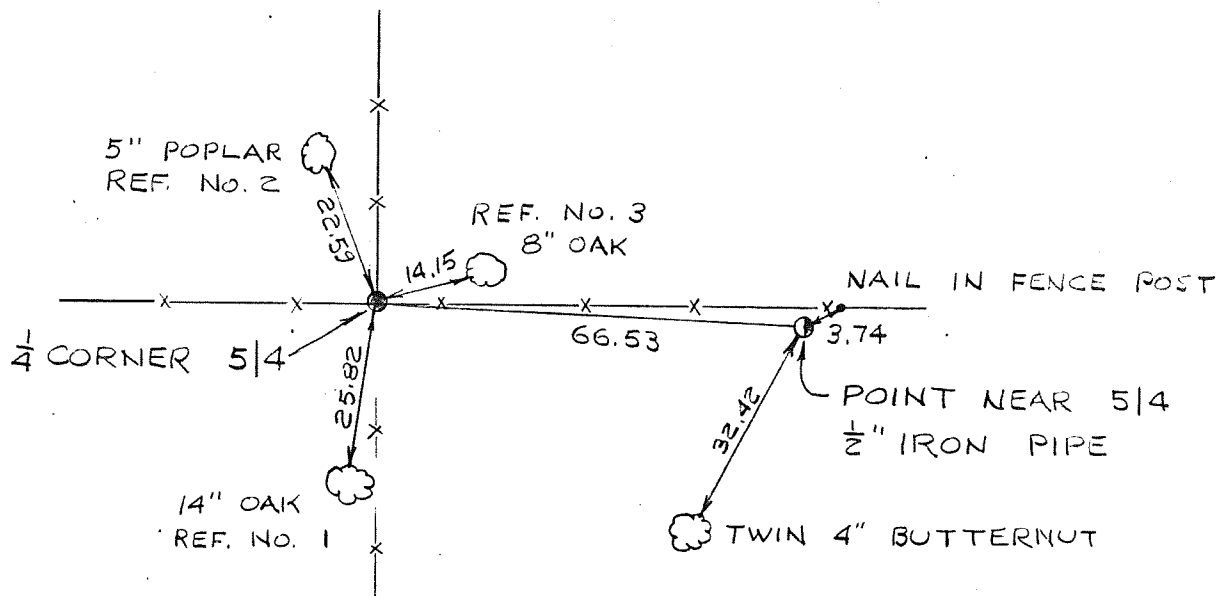 5" POPLAR
REF. No. 2
22.59
REF. No. 3
8" OAK
14.15
NAIL IN FENCE POST
66.53
3.74
1/4 CORNER 5|4
25.82
32.42
POINT NEAR 5|4
1/2" IRON PIPE
14" OAK
REF. No. 1
TWIN 4" BUTTERNUT